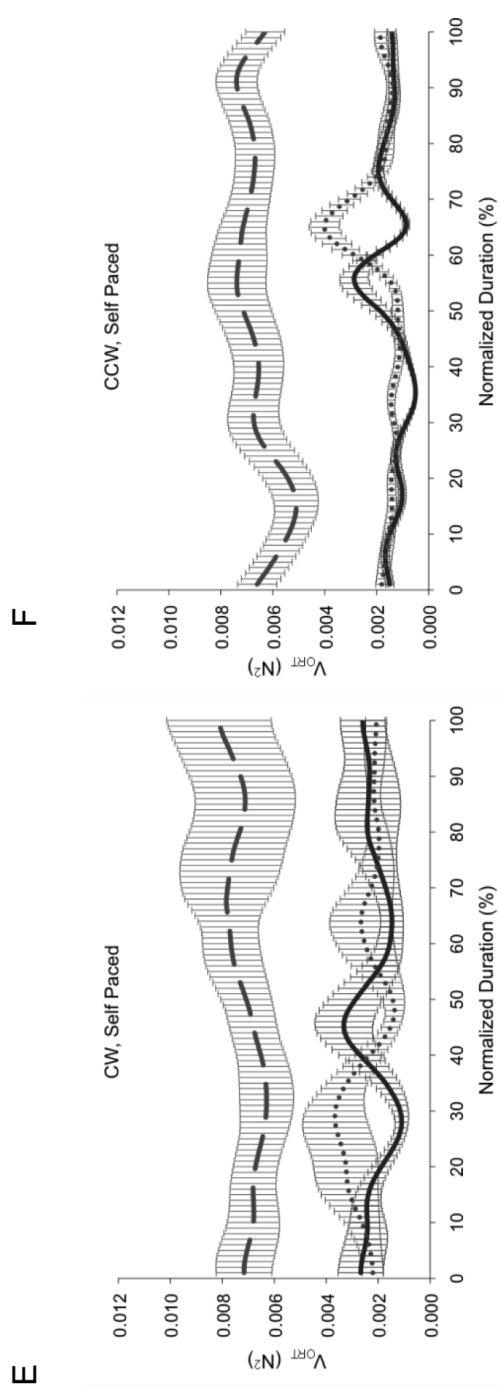 E
CW, Self Paced
0.012
0.010
0.008
0.006
0.004
0.002
0.000
V_ORT (N²)
0 10 20 30 40 50 60 70 80 90 100
Normalized Duration (%)
F
CCW, Self Paced
0.012
0.010
0.008
0.006
0.004
0.002
0.000
V_ORT (N²)
0 10 20 30 40 50 60 70 80 90 100
Normalized Duration (%)